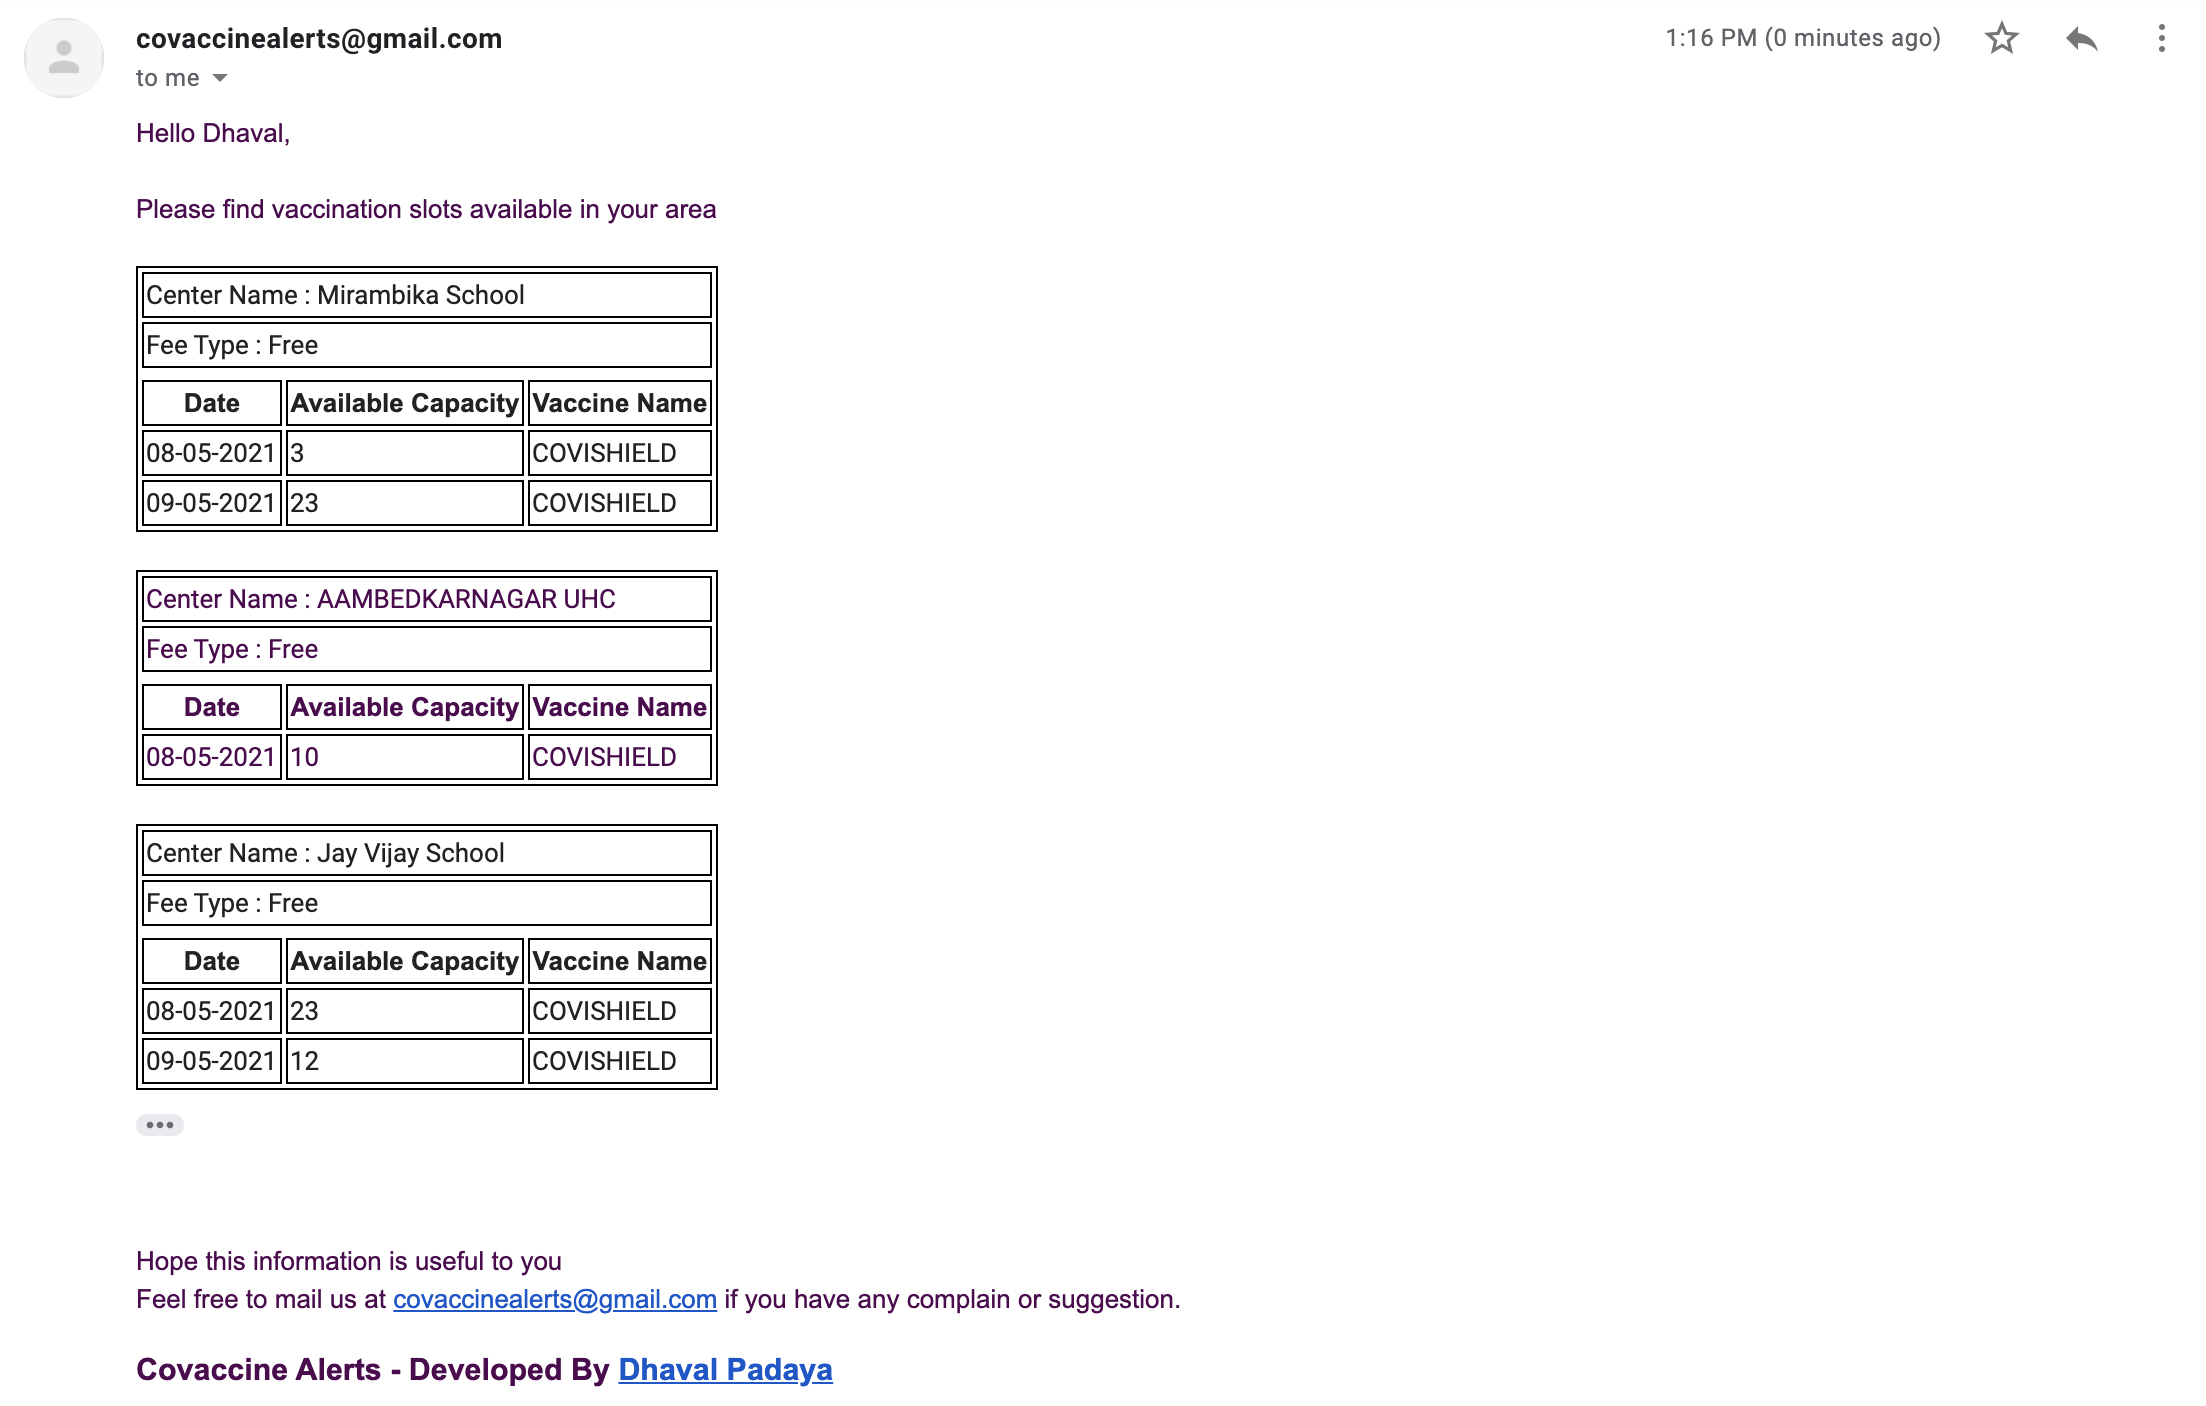 covaccinealerts@gmail.com
1:16 PM (0 minutes ago)
to me
Hello Dhaval,
Please find vaccination slots available in your area
Center Name : Mirambika School
Fee Type : Free
Date Available Capacity Vaccine Name
08-05-2021 3 COVISHIELD
09-05-2021 23 COVISHIELD
Center Name : AAMBEDKARNAGAR UHC
Fee Type : Free
Date Available Capacity Vaccine Name
08-05-2021 10 COVISHIELD
Center Name : Jay Vijay School
Fee Type : Free
Date Available Capacity Vaccine Name
08-05-2021 23 COVISHIELD
09-05-2021 12 COVISHIELD
Hope this information is useful to you
Feel free to mail us at covaccinealerts@gmail.com if you have any complain or suggestion.
Covaccine Alerts - Developed By Dhaval Padaya